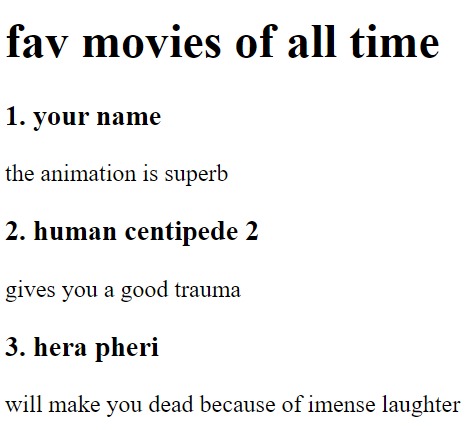 fav movies of all time
1. your name
the animation is superb
2. human centipede 2
gives you a good trauma
3. hera pheri
will make you dead because of imense laughter